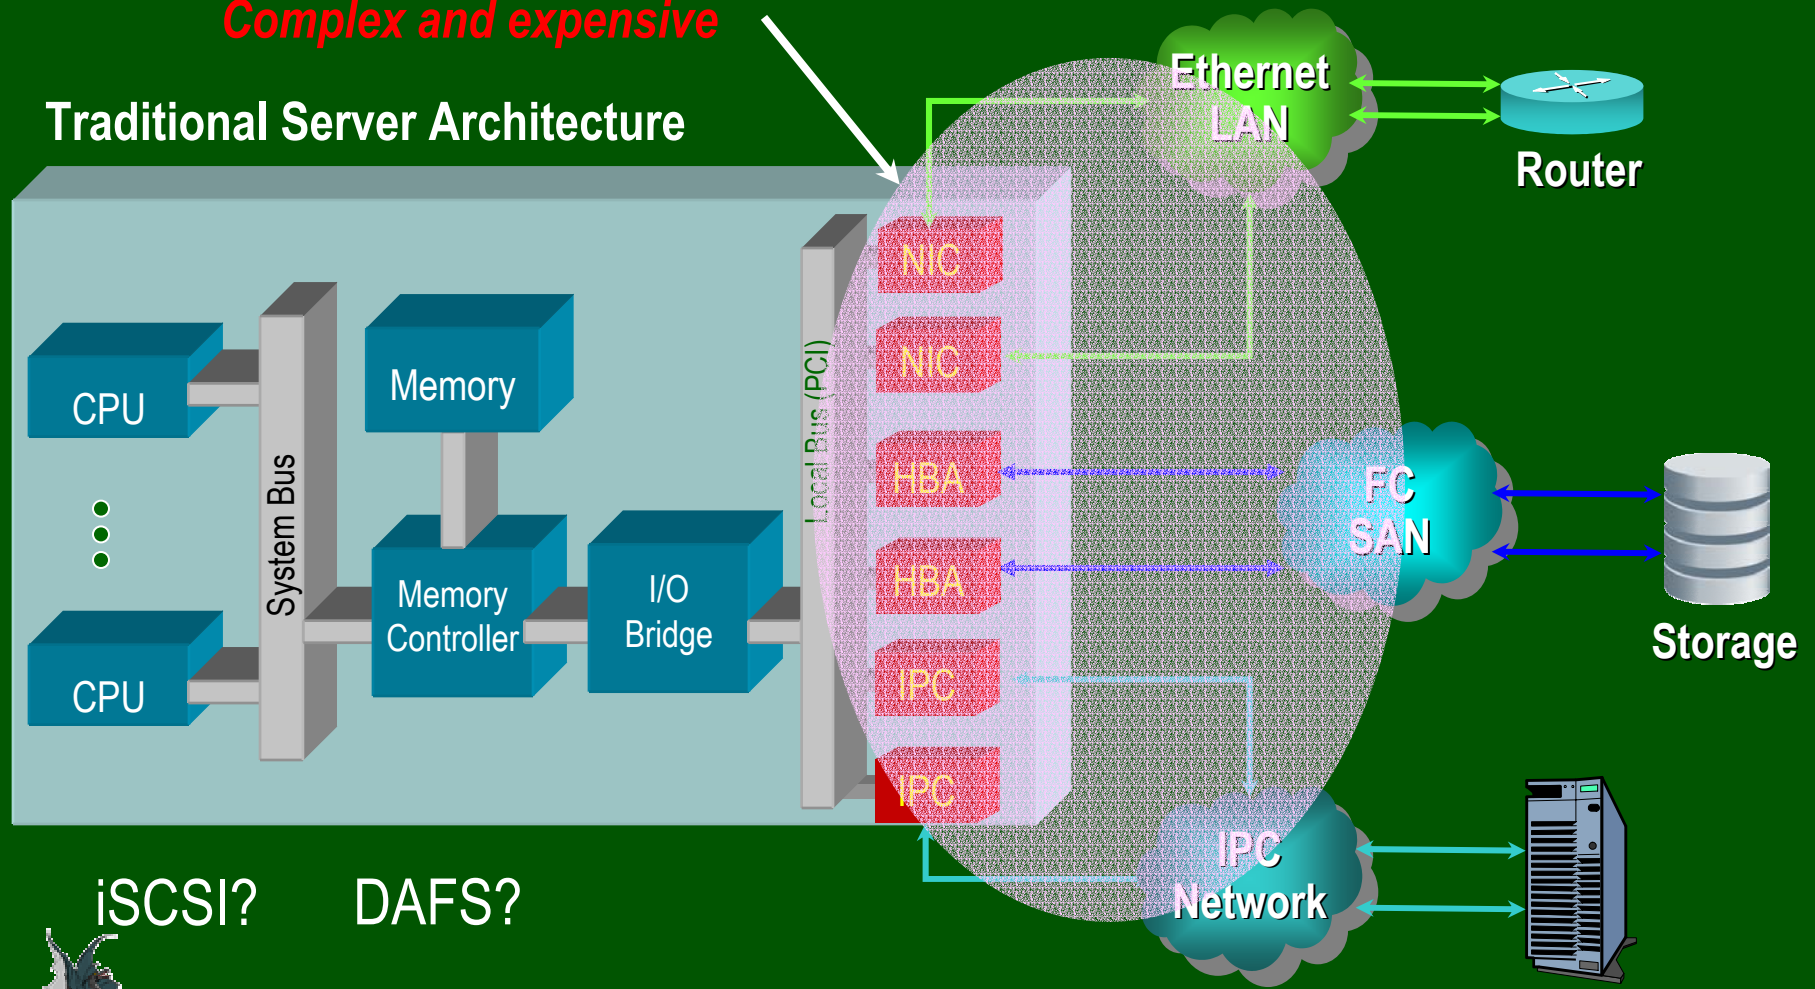 Complex and expensive
Traditional Server Architecture
Ethernet
LAN
Router
NIC
NIC
CPU
Memory
Local Bus (PCI)
HBA
FC
SAN
System Bus
HBA
Memory
Controller
I/O
Bridge
Storage
CPU
IPC
IPC
IPC
Network
iSCSI? DAFS?